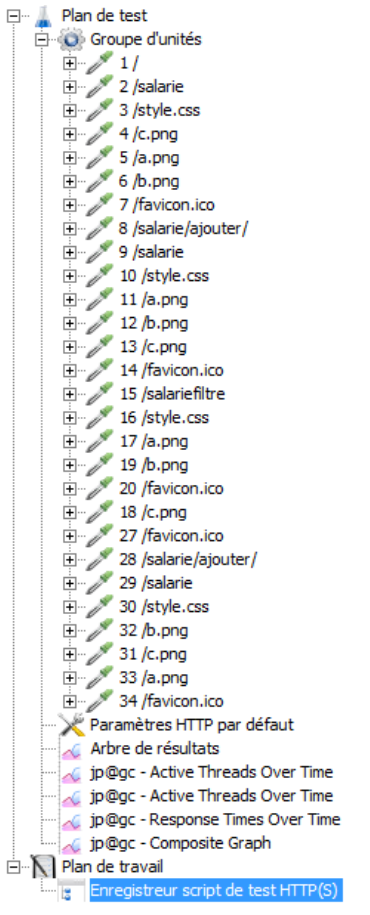 Plan de test
Groupe d'unités
1 /
2 /salarie
3 /style.css
4 /c.png
5 /a.png
6 /b.png
7 /favicon.ico
8 /salarie/ajouter/
9 /salarie
10 /style.css
11 /a.png
12 /b.png
13 /c.png
14 /favicon.ico
15 /salariefiltre
16 /style.css
17 /a.png
19 /b.png
20 /favicon.ico
18 /c.png
27 /favicon.ico
28 /salarie/ajouter/
29 /salarie
30 /style.css
32 /b.png
31 /c.png
33 /a.png
34 /favicon.ico
Paramètres HTTP par défaut
Arbre de résultats
jp@gc - Active Threads Over Time
jp@gc - Active Threads Over Time
jp@gc - Response Times Over Time
jp@gc - Composite Graph
Plan de travail
Enregistreur script de test HTTP(S)